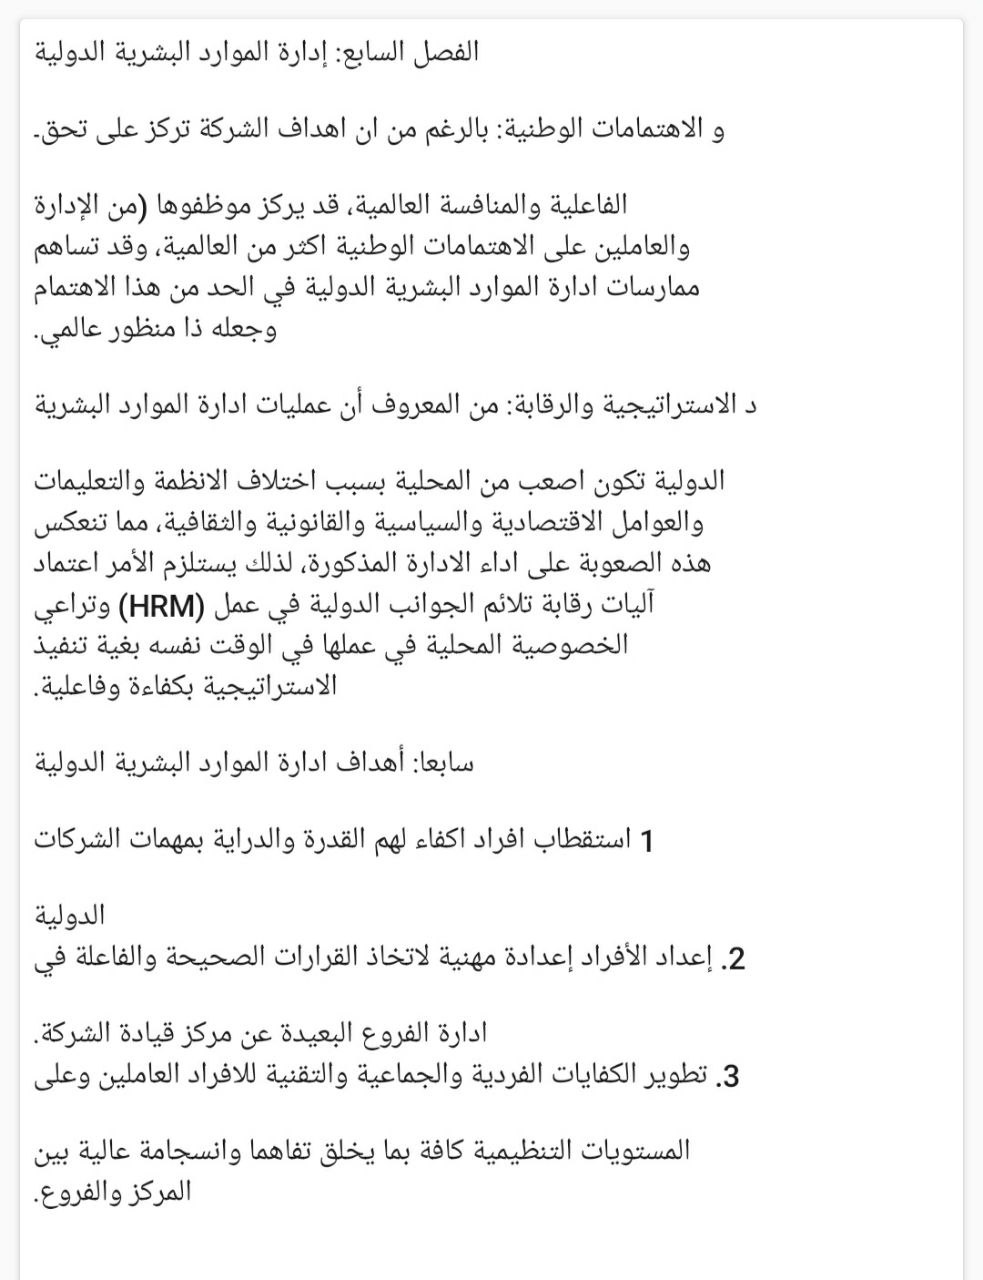 الفصل السابع: إدارة الموارد البشرية الدولية
و الاهتمامات الوطنية: بالرغم من ان اهداف الشركة تركز على تحق۔
الفاعلية والمنافسة العالمية، قد يركز موظفوها (من الإدارة
والعاملين على الاهتمامات الوطنية اكثر من العالمية، وقد تساهم
ممارسات ادارة الموارد البشرية الدولية في الحد من هذا الاهتمام
وجعله ذا منظور عالمي.
د الاستراتيجية والرقابة: من المعروف أن عمليات ادارة الموارد البشرية
الدولية تكون اصعب من المحلية بسبب اختلاف الانظمة والتعليمات
والعوامل الاقتصادية والسياسية والقانونية والثقافية، مما تنعكس
هذه الصعوبة على اداء الادارة المذكورة، لذلك يستلزم الأمر اعتماد
آليات رقابة تلائم الجوانب الدولية في عمل (HRM) وتراعي
الخصوصية المحلية في عملها في الوقت نفسه بغية تنفيذ
الاستراتيجية بكفاءة وفاعلية.
سابعا: أهداف ادارة الموارد البشرية الدولية
1 استقطاب افراد اكفاء لهم القدرة والدراية بمهمات الشركات
الدولية
2. إعداد الأفراد إعدادة مهنية لاتخاذ القرارات الصحيحة والفاعلة في
ادارة الفروع البعيدة عن مركز قيادة الشركة.
3. تطوير الكفايات الفردية والجماعية والتقنية للافراد العاملين وعلى
المستويات التنظيمية كافة بما يخلق تفاهما وانسجامة عالية بين
المركز والفروع.